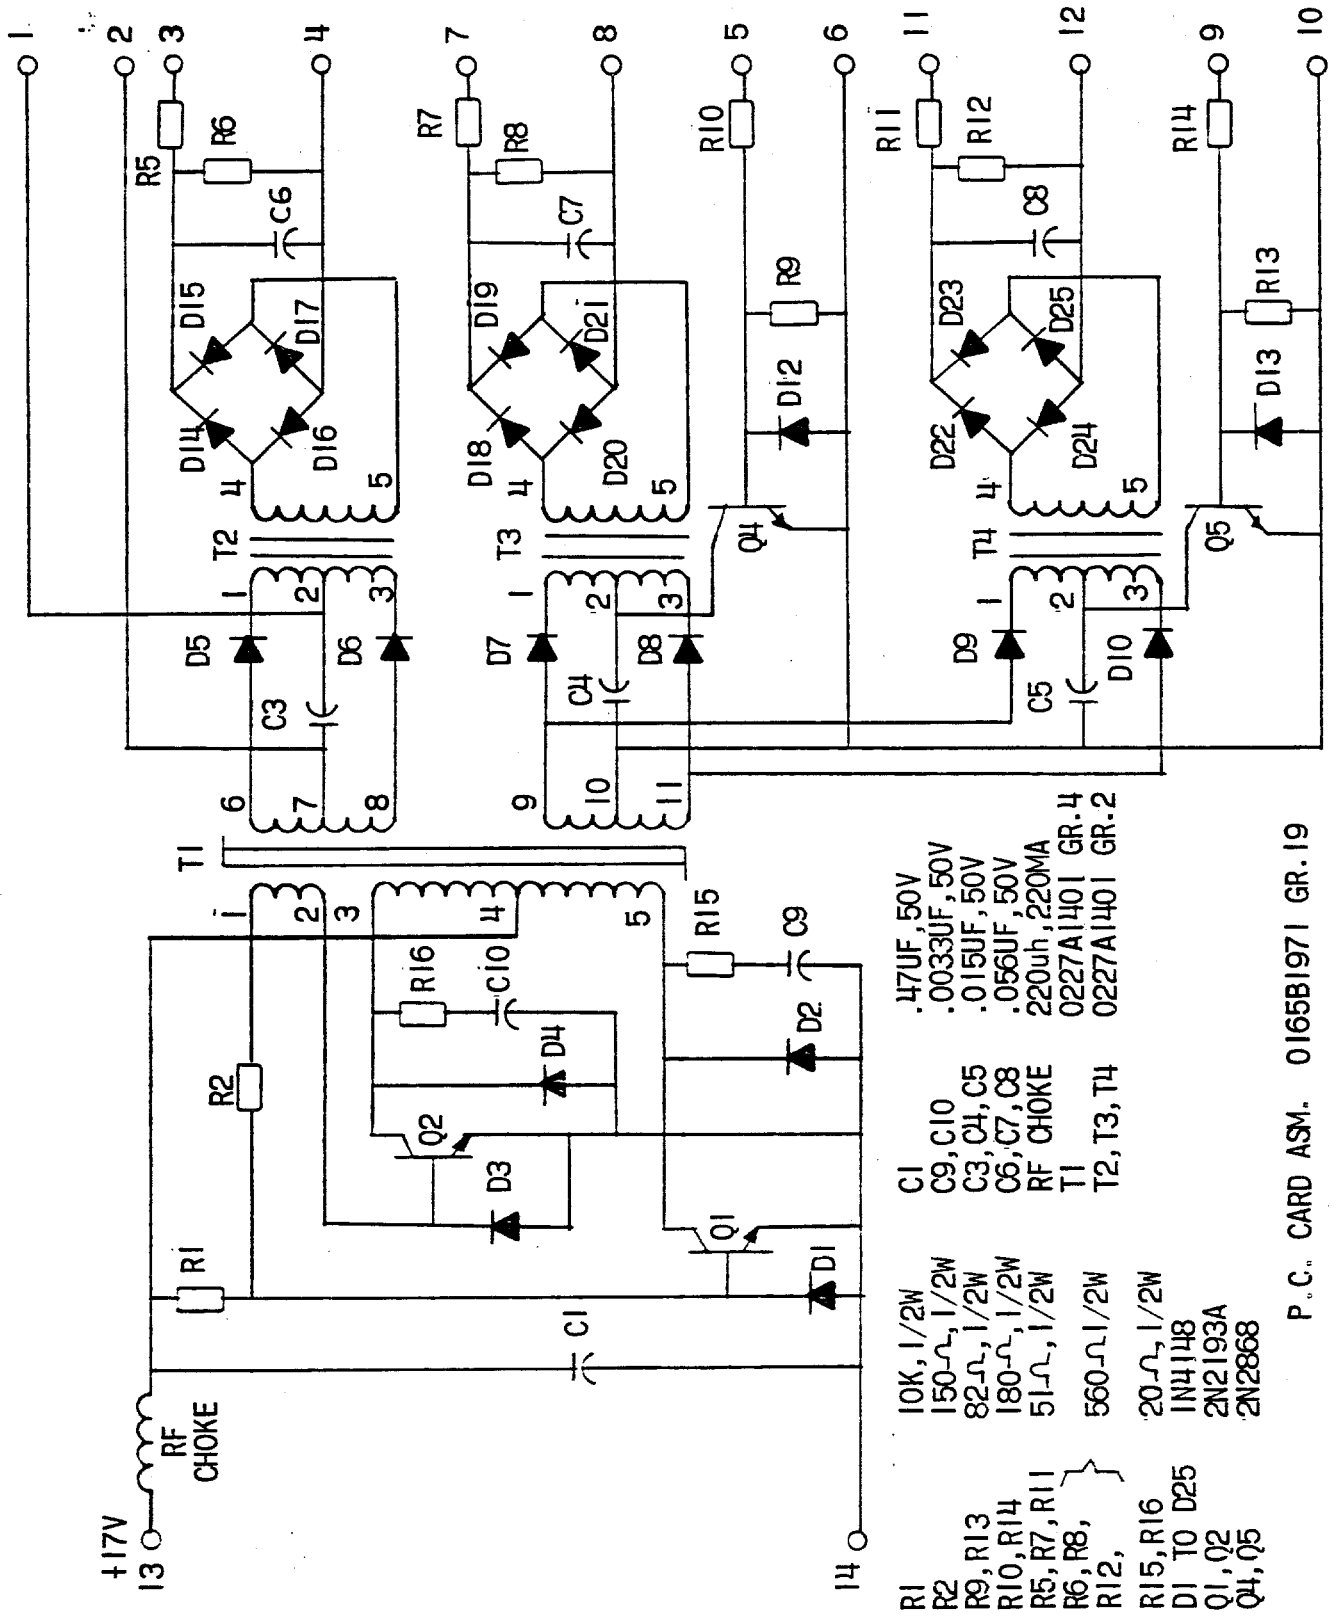 +17V
13
RF
CHOKE
R1
C1
14
R2
D3
Q2
D1
Q1
R16
C10
D4
D2
R15
C9
1
2
3
4
5
T1
6
7
8
9
10
11
D5
C3
D6
D7
C4
D8
D9
C5
D10
1
2
3
T2
4
5
1
2
3
T3
4
5
1
2
3
T4
4
5
Q4
Q5
D14
D15
D16
D17
D18
D19
D20
D21
D22
D23
D24
D25
D12
D13
R9
R13
C6
C7
C8
R5
R6
R7
R8
R10
R11
R12
R14
1
2
3
4
7
8
5
6
11
12
9
10
R1 10K, 1/2W
R2 150Ω, 1/2W
R9, R13 82Ω, 1/2W
R10, R14 180Ω, 1/2W
R5, R7, R11 51Ω, 1/2W
R6, R8,
R12, } 560Ω 1/2W
R15, R16 20Ω, 1/2W
D1 TO D25 1N4148
Q1, Q2 2N2193A
Q4, Q5 2N2868
C1 .47UF, 50V
C9, C10 .0033UF, 50V
C3, C4, C5 .015UF, 50V
C6, C7, C8 .056UF, 50V
RF CHOKE 220uh, 220MA
T1 0227A1401 GR.4
T2, T3, T4 0227A1401 GR.2
P.C. CARD ASM. 0165B1971 GR.19